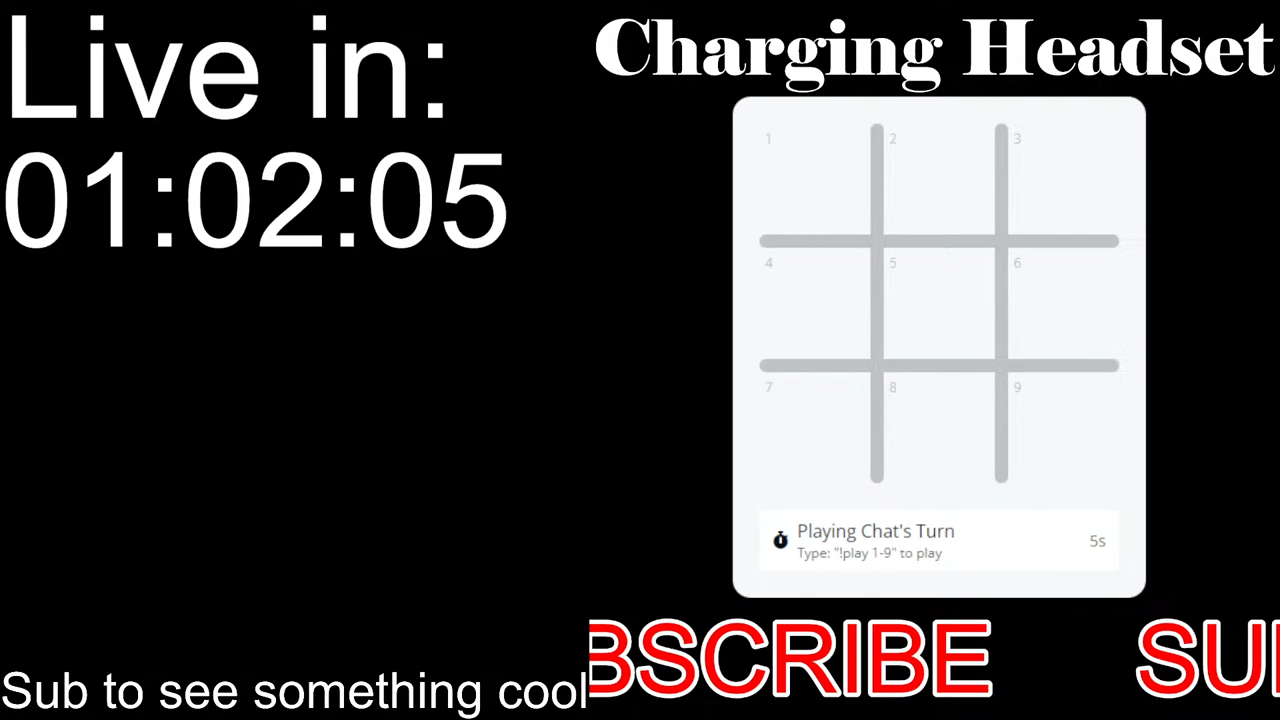 Live in:
01:02:05
Charging Headset
1 2 3
4 5 6
7 8 9
Playing Chat's Turn
Type: "!play 1-9" to play
5s
Sub to see something cool
BSCRIBE SU